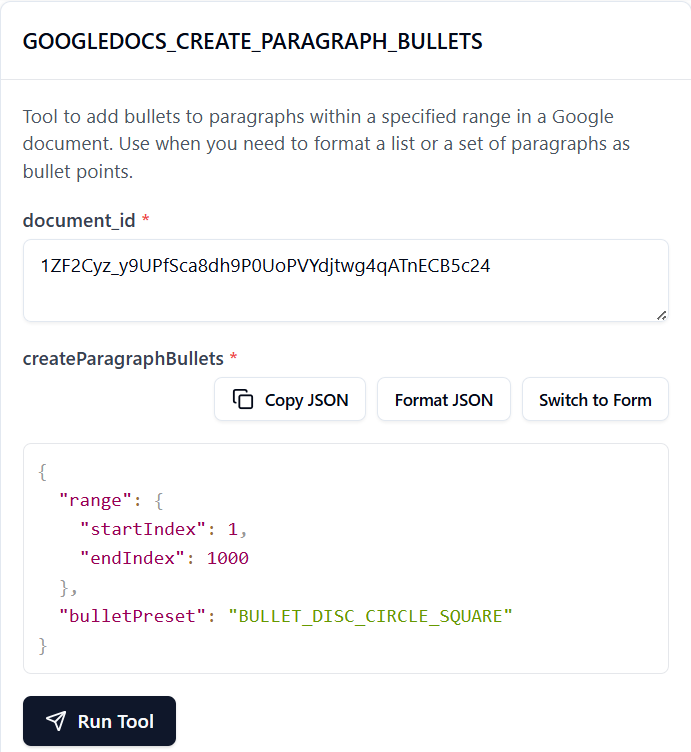 GOOGLEDOCS_CREATE_PARAGRAPH_BULLETS
Tool to add bullets to paragraphs within a specified range in a Google
document. Use when you need to format a list or a set of paragraphs as
bullet points.
document_id *
1ZF2Cyz_y9UPfSca8dh9P0UoPVYdjtwg4qATnECB5c24
createParagraphBullets *
Copy JSON Format JSON Switch to Form
{
"range": {
"startIndex": 1,
"endIndex": 1000
},
"bulletPreset": "BULLET_DISC_CIRCLE_SQUARE"
}
Run Tool